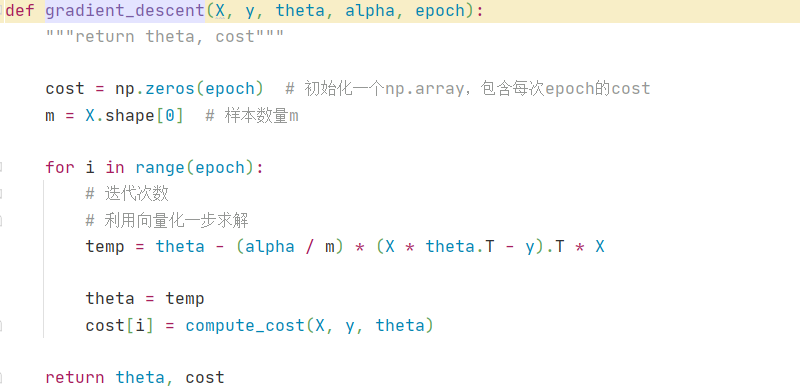 def gradient_descent(X, y, theta, alpha, epoch):
"""return theta, cost"""
cost = np.zeros(epoch)  # 初始化一个np.array，包含每次epoch的cost
m = X.shape[0]  # 样本数量m
for i in range(epoch):
# 迭代次数
# 利用向量化一步求解
temp = theta - (alpha / m) * (X * theta.T - y).T * X
theta = temp
cost[i] = compute_cost(X, y, theta)
return theta, cost